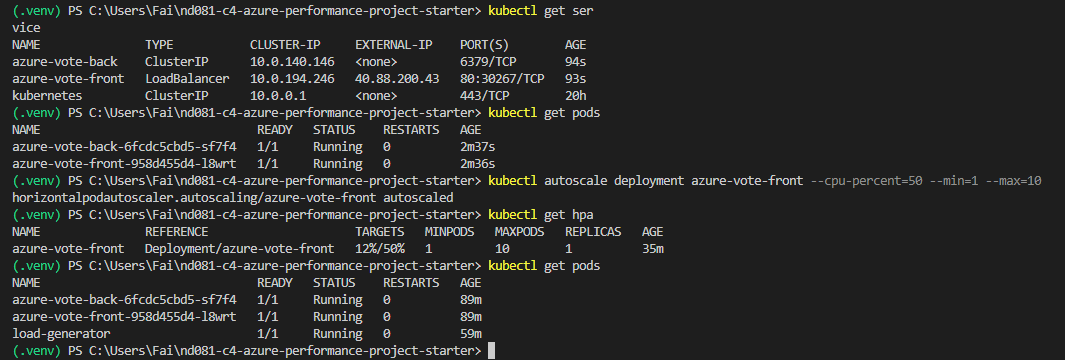 (.venv) PS C:\Users\Fai\nd081-c4-azure-performance-project-starter> kubectl get ser
vice
NAME TYPE CLUSTER-IP EXTERNAL-IP PORT(S) AGE
azure-vote-back ClusterIP 10.0.140.146 <none> 6379/TCP 94s
azure-vote-front LoadBalancer 10.0.194.246 40.88.200.43 80:30267/TCP 93s
kubernetes ClusterIP 10.0.0.1 <none> 443/TCP 20h
(.venv) PS C:\Users\Fai\nd081-c4-azure-performance-project-starter> kubectl get pods
NAME READY STATUS RESTARTS AGE
azure-vote-back-6fcdc5cbd5-sf7f4 1/1 Running 0 2m37s
azure-vote-front-958d455d4-l8wrt 1/1 Running 0 2m36s
(.venv) PS C:\Users\Fai\nd081-c4-azure-performance-project-starter> kubectl autoscale deployment azure-vote-front --cpu-percent=50 --min=1 --max=10
horizontalpodautoscaler.autoscaling/azure-vote-front autoscaled
(.venv) PS C:\Users\Fai\nd081-c4-azure-performance-project-starter> kubectl get hpa
NAME REFERENCE TARGETS MINPODS MAXPODS REPLICAS AGE
azure-vote-front Deployment/azure-vote-front 12%/50% 1 10 1 35m
(.venv) PS C:\Users\Fai\nd081-c4-azure-performance-project-starter> kubectl get pods
NAME READY STATUS RESTARTS AGE
azure-vote-back-6fcdc5cbd5-sf7f4 1/1 Running 0 89m
azure-vote-front-958d455d4-l8wrt 1/1 Running 0 89m
load-generator 1/1 Running 0 59m
(.venv) PS C:\Users\Fai\nd081-c4-azure-performance-project-starter>